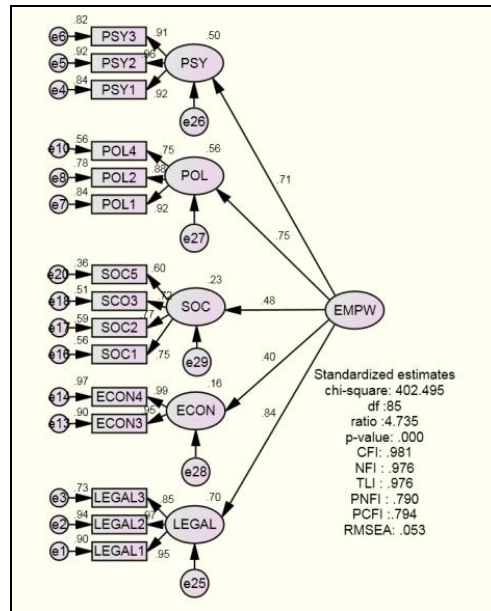 .82
e6 PSY3 .91 .50
.92
e5 PSY2 .96 PSY
.84
e4 PSY1 .92
e26
.71
.56
e10 POL4 .75 .56
.78
e8 POL2 .88 POL
.84
e7 POL1 .92
e27
.75
.36
e20 SOC5 .60 .23
.51
e18 SCO3 .72 SOC .48 EMPW
.59
e17 SOC2 .77
.56
e16 SOC1 .75
e29
.40
.97
e14 ECON4 .99 .16
.90
e13 ECON3 .95 ECON
e28
.84
.73
e3 LEGAL3 .85 .70
.94
e2 LEGAL2 .97 LEGAL
.90
e1 LEGAL1 .95
e25
Standardized estimates
chi-square: 402.495
df :85
ratio :4.735
p-value: .000
CFI: .981
NFI : .976
TLI : .976
PNFI : .790
PCFI : .794
RMSEA: .053